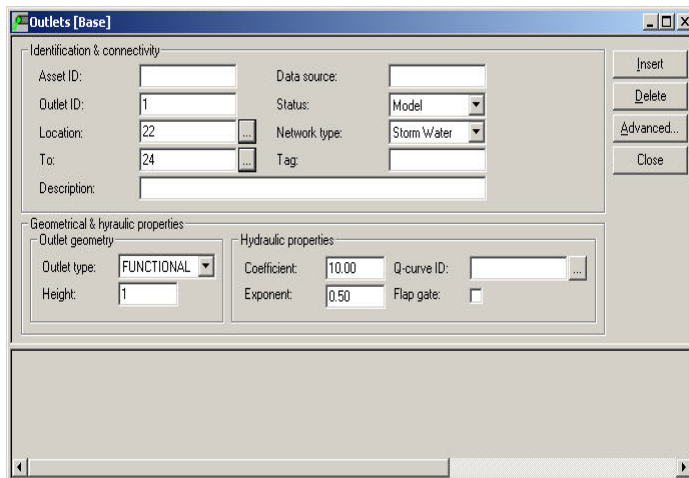 Outlets [Base]
Identification & connectivity
Asset ID:
Data source:
Insert
Outlet ID: 1
Status: Model
Delete
Location: 22 ...
Network type: Storm Water
Advanced...
To: 24 ...
Tag:
Close
Description:
Geometrical & hyraulic properties
Outlet geometry
Hydraulic properties
Outlet type: FUNCTIONAL
Coefficient: 10.00
Q-curve ID: ...
Height: 1
Exponent: 0.50
Flap gate: